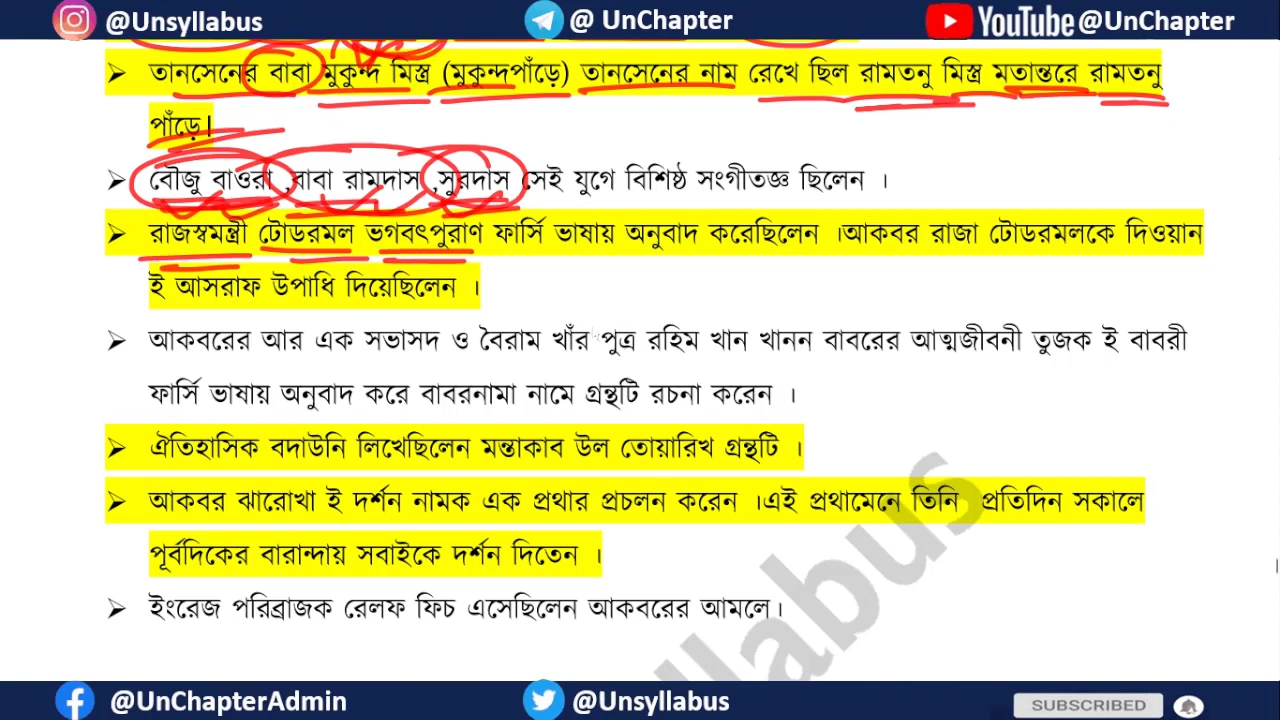 @Unsyllabus @ UnChapter YouTube @UnChapter
➢ তানসেনের বাবা মুকুন্দ মিস্ত্র (মুকুন্দপাঁড়ে) তানসেনের নাম রেখে ছিল রামতনু মিস্ত্র মতান্তরে রামতনু
পাঁড়ে।
➢ বৌজু বাওরা ,বাবা রামদাস ,সুরদাস সেই যুগে বিশিষ্ঠ সংগীতজ্ঞ ছিলেন ।
➢ রাজস্বমন্ত্রী টোডরমল ভগবৎপুরাণ ফার্সি ভাষায় অনুবাদ করেছিলেন ।আকবর রাজা টোডরমলকে দিওয়ান
ই আসরাফ উপাধি দিয়েছিলেন ।
➢ আকবরের আর এক সভাসদ ও বৈরাম খাঁর পুত্র রহিম খান খানন বাবরের আত্মজীবনী তুজক ই বাবরী
ফার্সি ভাষায় অনুবাদ করে বাবরনামা নামে গ্রন্থটি রচনা করেন ।
➢ ঐতিহাসিক বদাউনি লিখেছিলেন মন্তাকাব উল তোয়ারিখ গ্রন্থটি ।
➢ আকবর ঝারোখা ই দর্শন নামক এক প্রথার প্রচলন করেন ।এই প্রথামেনে তিনি প্রতিদিন সকালে
পূর্বদিকের বারান্দায় সবাইকে দর্শন দিতেন ।
➢ ইংরেজ পরিব্রাজক রেলফ ফিচ এসেছিলেন আকবরের আমলে।
llabus
@UnChapterAdmin @Unsyllabus SUBSCRIBED